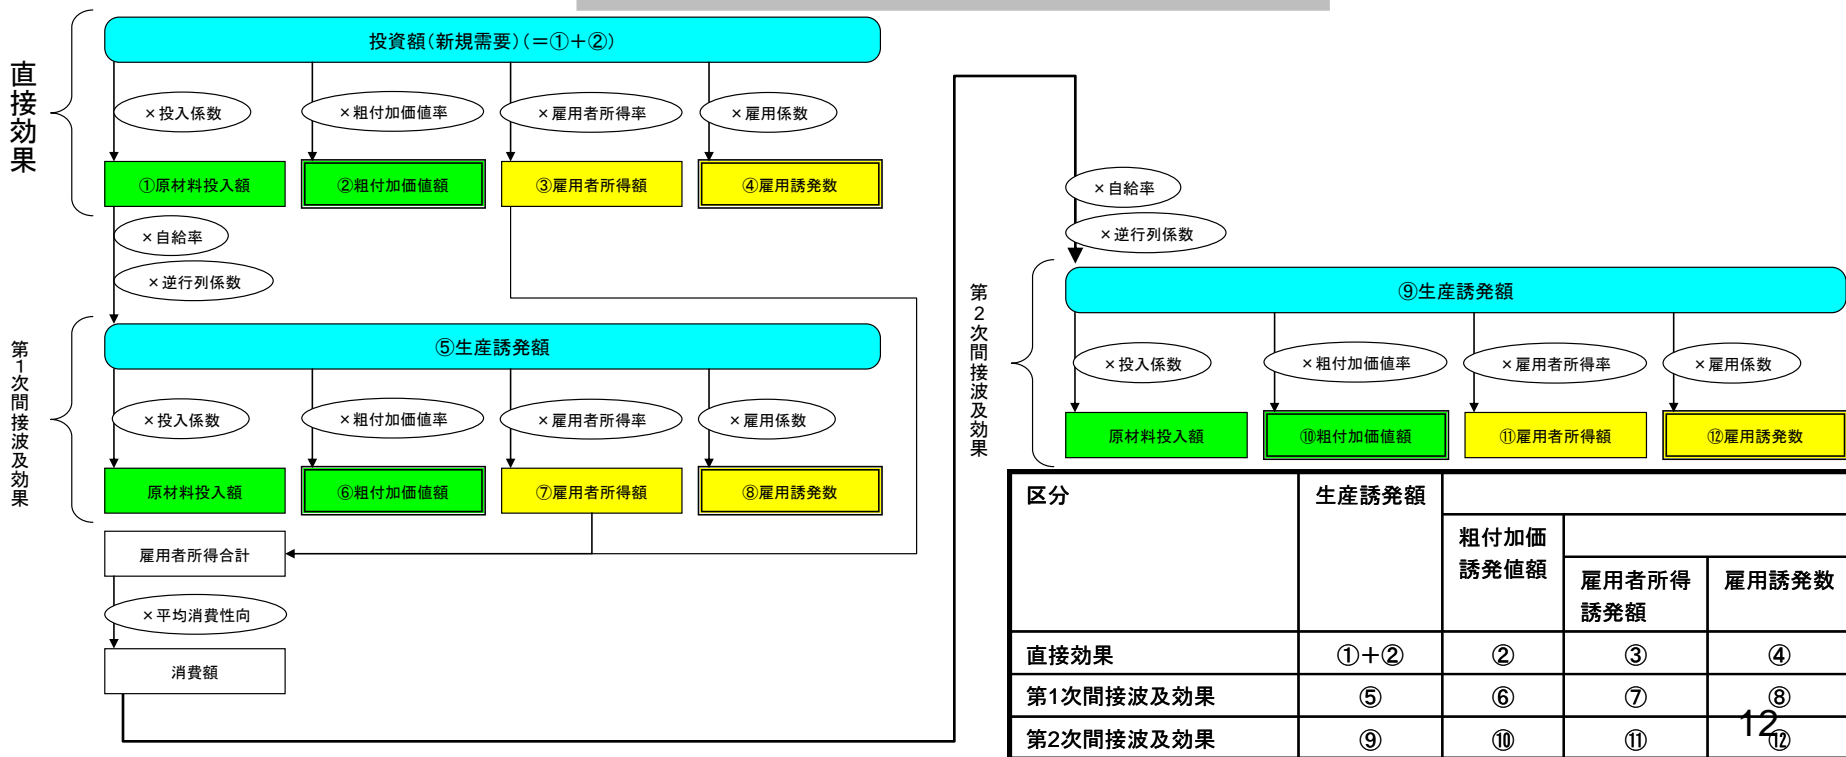 直接効果
投資額(新規需要)(=①+②)
×投入係数
×粗付加価値率
×雇用者所得率
×雇用係数
①原材料投入額
②粗付加価値額
③雇用者所得額
④雇用誘発数
×自給率
×逆行列係数
第1次間接波及効果
⑤生産誘発額
×投入係数
×粗付加価値率
×雇用者所得率
×雇用係数
原材料投入額
⑥粗付加価値額
⑦雇用者所得額
⑧雇用誘発数
雇用者所得合計
×平均消費性向
消費額
×自給率
×逆行列係数
第2次間接波及効果
⑨生産誘発額
×投入係数
×粗付加価値率
×雇用者所得率
×雇用係数
原材料投入額
⑩粗付加価値額
⑪雇用者所得額
⑫雇用誘発数
区分 生産誘発額
粗付加価
誘発値額
雇用者所得 雇用誘発数
誘発額
直接効果 ①+② ② ③ ④
第1次間接波及効果 ⑤ ⑥ ⑦ ⑧
第2次間接波及効果 ⑨ ⑩ ⑪ ⑫
12